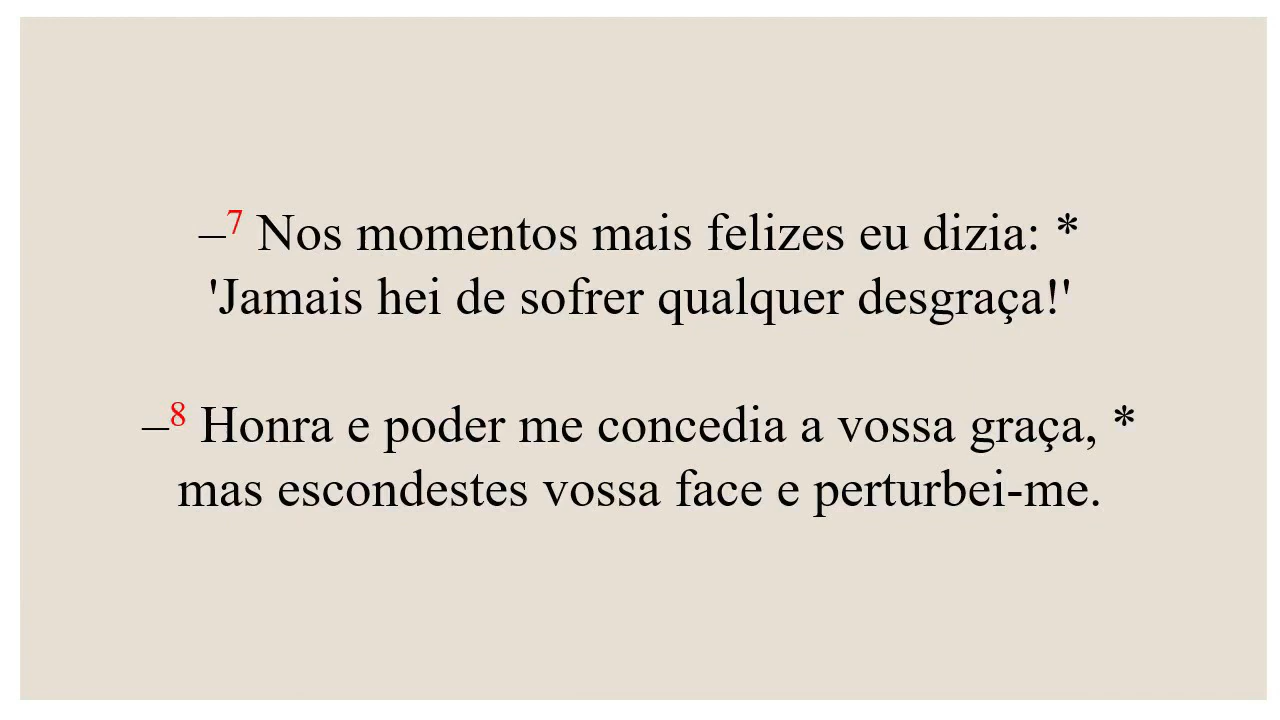 –⁷ Nos momentos mais felizes eu dizia: *
'Jamais hei de sofrer qualquer desgraça!'
–⁸ Honra e poder me concedia a vossa graça, *
mas escondestes vossa face e perturbei-me.